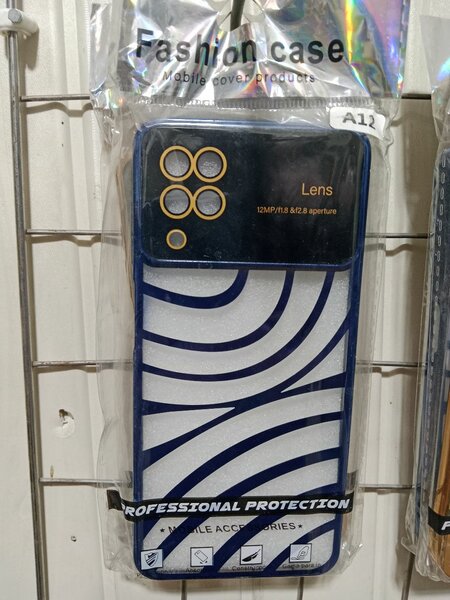 Fashion case
Mobile cover products
A12
Lens
12MP/f1.8 &f2.8 aperture
PROFESSIONAL PROTECTION
★ MOBILE ACCESSORIES ★